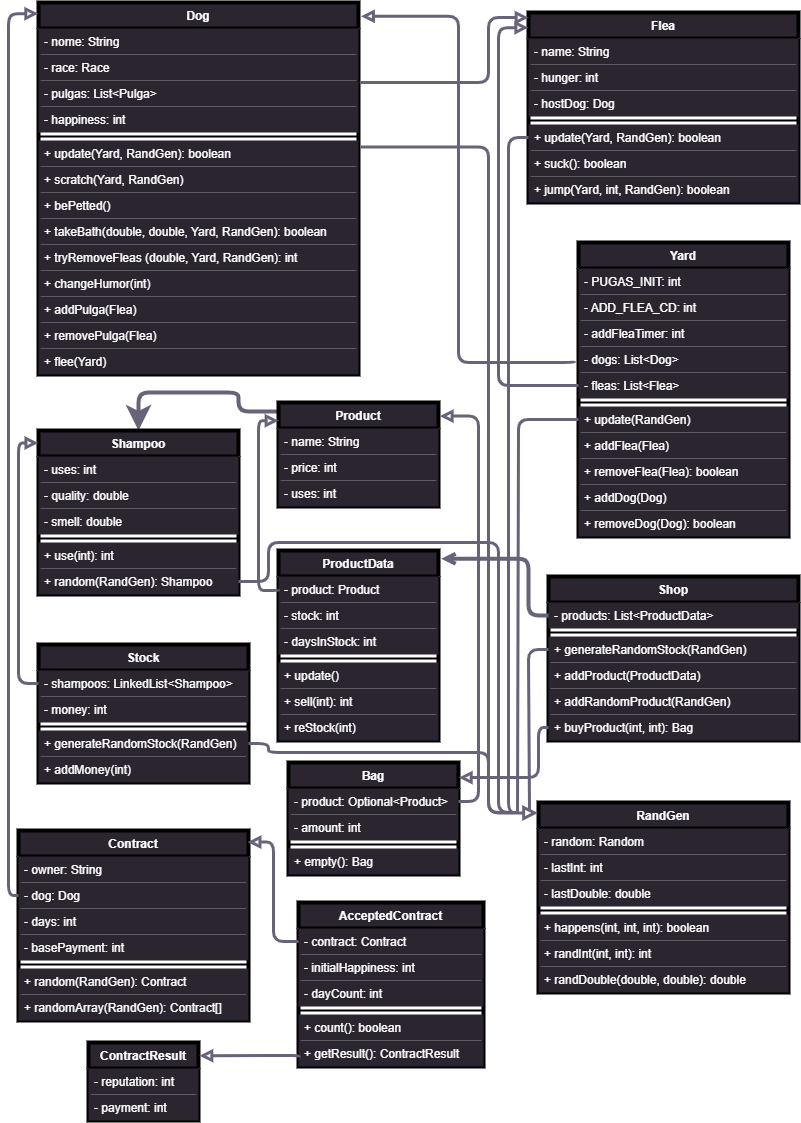 Dog
- nome: String
- race: Race
- pulgas: List<Pulga>
- happiness: int
+ update(Yard, RandGen): boolean
+ scratch(Yard, RandGen)
+ bePetted()
+ takeBath(double, double, Yard, RandGen): boolean
+ tryRemoveFleas (double, Yard, RandGen): int
+ changeHumor(int)
+ addPulga(Flea)
+ removePulga(Flea)
+ flee(Yard)
Flea
- name: String
- hunger: int
- hostDog: Dog
+ update(Yard, RandGen): boolean
+ suck(): boolean
+ jump(Yard, int, RandGen): boolean
Yard
- PUGAS_INIT: int
- ADD_FLEA_CD: int
- addFleaTimer: int
- dogs: List<Dog>
- fleas: List<Flea>
+ update(RandGen)
+ addFlea(Flea)
+ removeFlea(Flea): boolean
+ addDog(Dog)
+ removeDog(Dog): boolean
Product
- name: String
- price: int
- uses: int
Shampoo
- uses: int
- quality: double
- smell: double
+ use(int): int
+ random(RandGen): Shampoo
ProductData
- product: Product
- stock: int
- daysInStock: int
+ update()
+ sell(int): int
+ reStock(int)
Shop
- products: List<ProductData>
+ generateRandomStock(RandGen)
+ addProduct(ProductData)
+ addRandomProduct(RandGen)
+ buyProduct(int, int): Bag
Stock
- shampoos: LinkedList<Shampoo>
- money: int
+ generateRandomStock(RandGen)
+ addMoney(int)
Bag
- product: Optional<Product>
- amount: int
+ empty(): Bag
RandGen
- random: Random
- lastInt: int
- lastDouble: double
+ happens(int, int, int): boolean
+ randInt(int, int): int
+ randDouble(double, double): double
Contract
- owner: String
- dog: Dog
- days: int
- basePayment: int
+ random(RandGen): Contract
+ randomArray(RandGen): Contract[]
AcceptedContract
- contract: Contract
- initialHappiness: int
- dayCount: int
+ count(): boolean
+ getResult(): ContractResult
ContractResult
- reputation: int
- payment: int